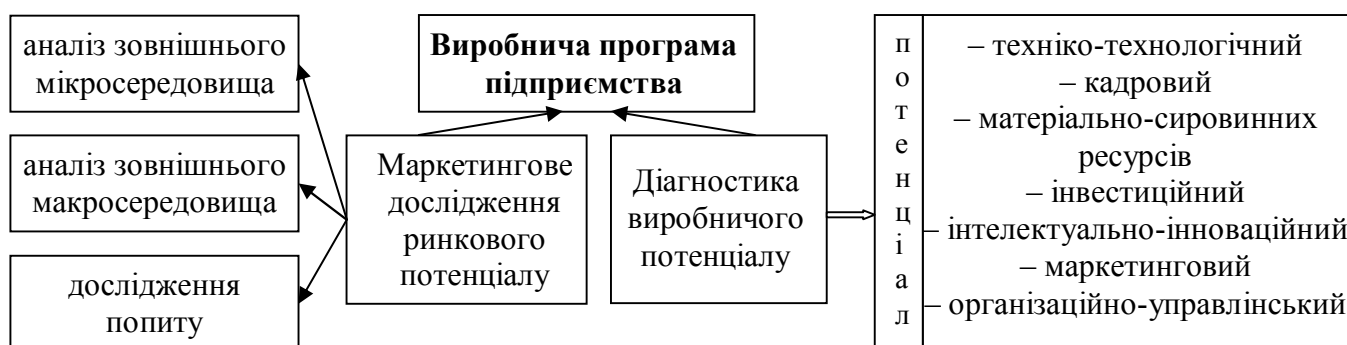 аналіз зовнішнього
мікросередовища
аналіз зовнішнього
макросередовища
дослідження
попиту
Виробнича програма
підприємства
Маркетингове
дослідження
ринкового
потенціалу
Діагностика
виробничого
потенціалу
потенціал
– техніко-технологічний
– кадровий
– матеріально-сировинних
ресурсів
– інвестиційний
– інтелектуально-інноваційний
– маркетинговий
– організаційно-управлінський